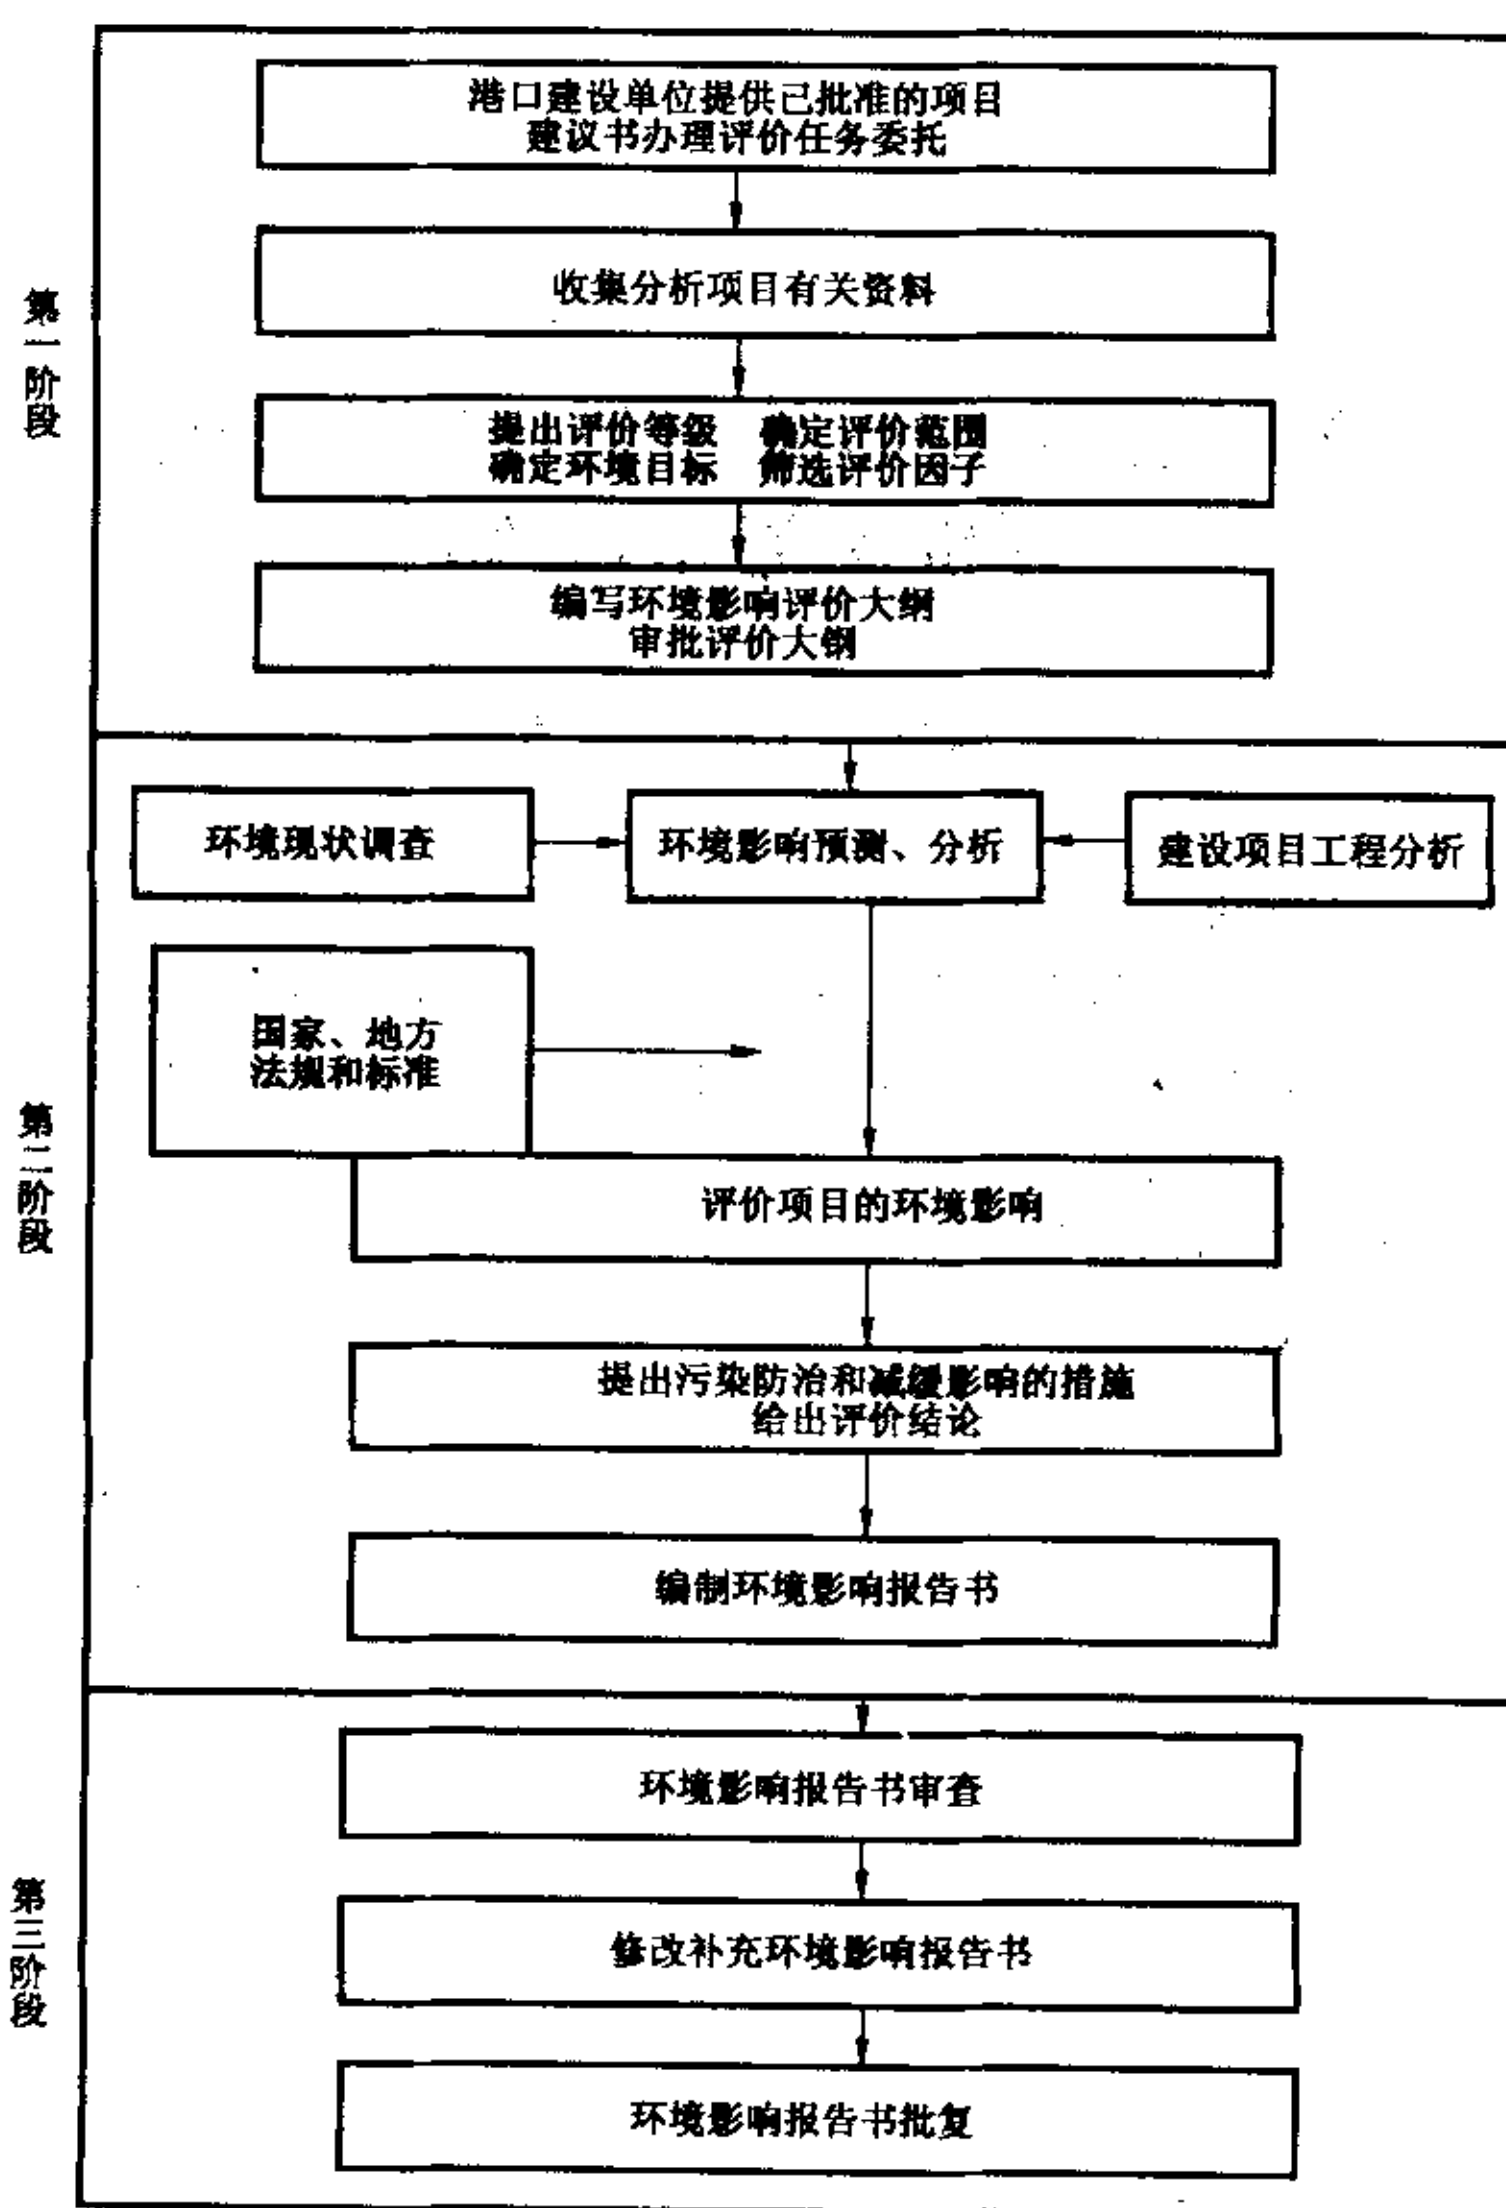 第一阶段
港口建设单位提供已批准的项目
建议书办理评价任务委托
收集分析项目有关资料
提出评价等级 确定评价范围
确定环境目标 筛选评价因子
编写环境影响评价大纲
审批评价大钢
第二阶段
环境现状调查
环境影响预测、分析
建设项目工程分析
国家、地方
法规和标准
评价项目的环境影响
提出污染防治和减缓影响的措施
给出评价结论
编制环境影响报告书
第三阶段
环境影响报告书审查
修改补充环境影响报告书
环境影响报告书批复